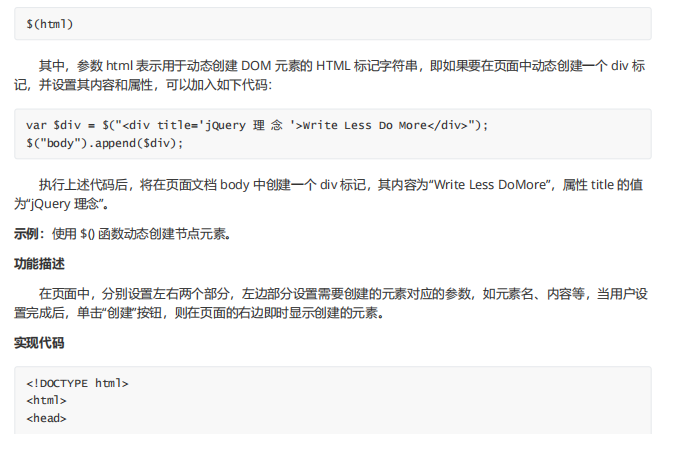 $(html)
其中，参数 html 表示用于动态创建 DOM 元素的 HTML 标记字符串，即如果要在页面中动态创建一个 div 标
记，并设置其内容和属性，可以加入如下代码：
var $div = $("<div title='jQuery 理 念 '>Write Less Do More</div>");
$("body").append($div);
执行上述代码后，将在页面文档 body 中创建一个 div 标记，其内容为“Write Less DoMore”，属性 title 的值
为“jQuery 理念”。
示例：使用 $() 函数动态创建节点元素。
功能描述
在页面中，分别设置左右两个部分，左边部分设置需要创建的元素对应的参数，如元素名、内容等，当用户设
置完成后，单击“创建”按钮，则在页面的右边即时显示创建的元素。
实现代码
<!DOCTYPE html>
<html>
<head>